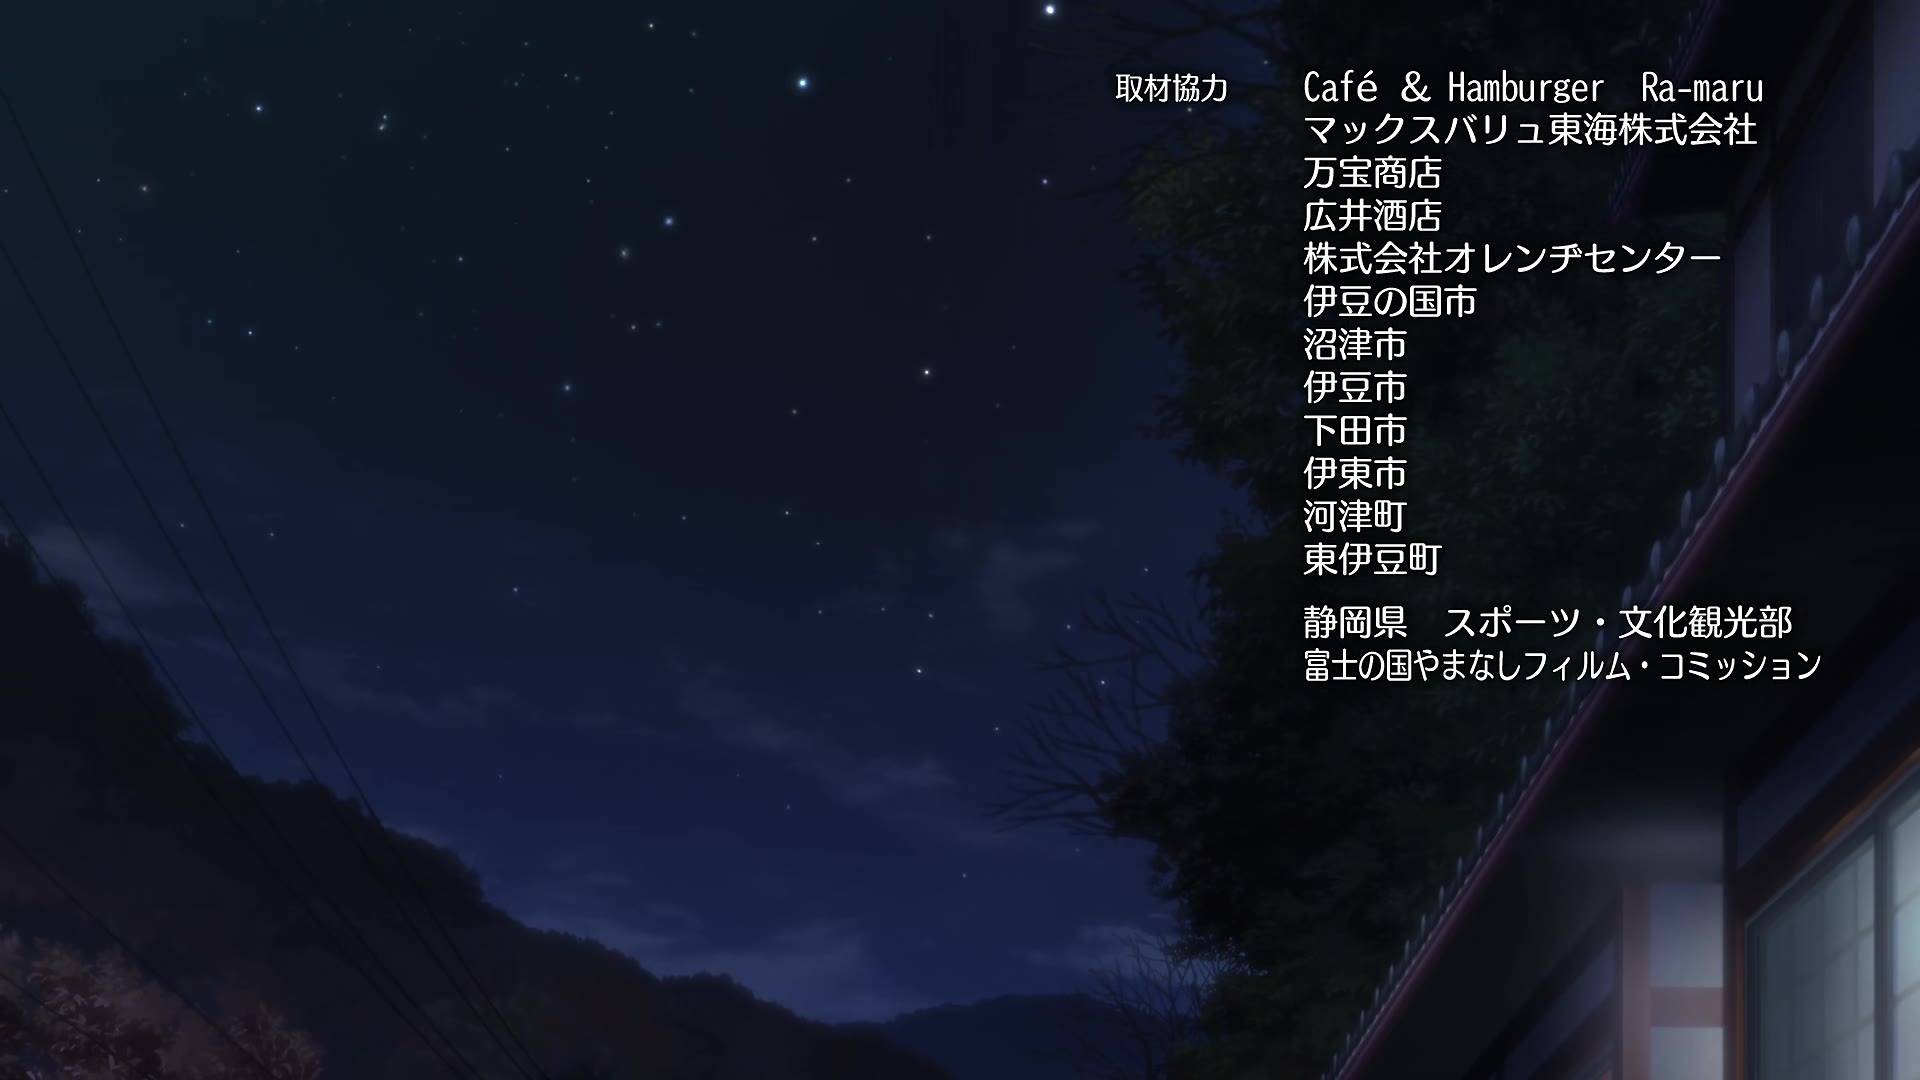 取材協力　Café ＆ Hamburger　Ra-maru
マックスバリュ東海株式会社
万宝商店
広井酒店
株式会社オレンヂセンター
伊豆の国市
沼津市
伊豆市
下田市
伊東市
河津町
東伊豆町
静岡県　スポーツ・文化観光部
富士の国やまなしフィルム・コミッション